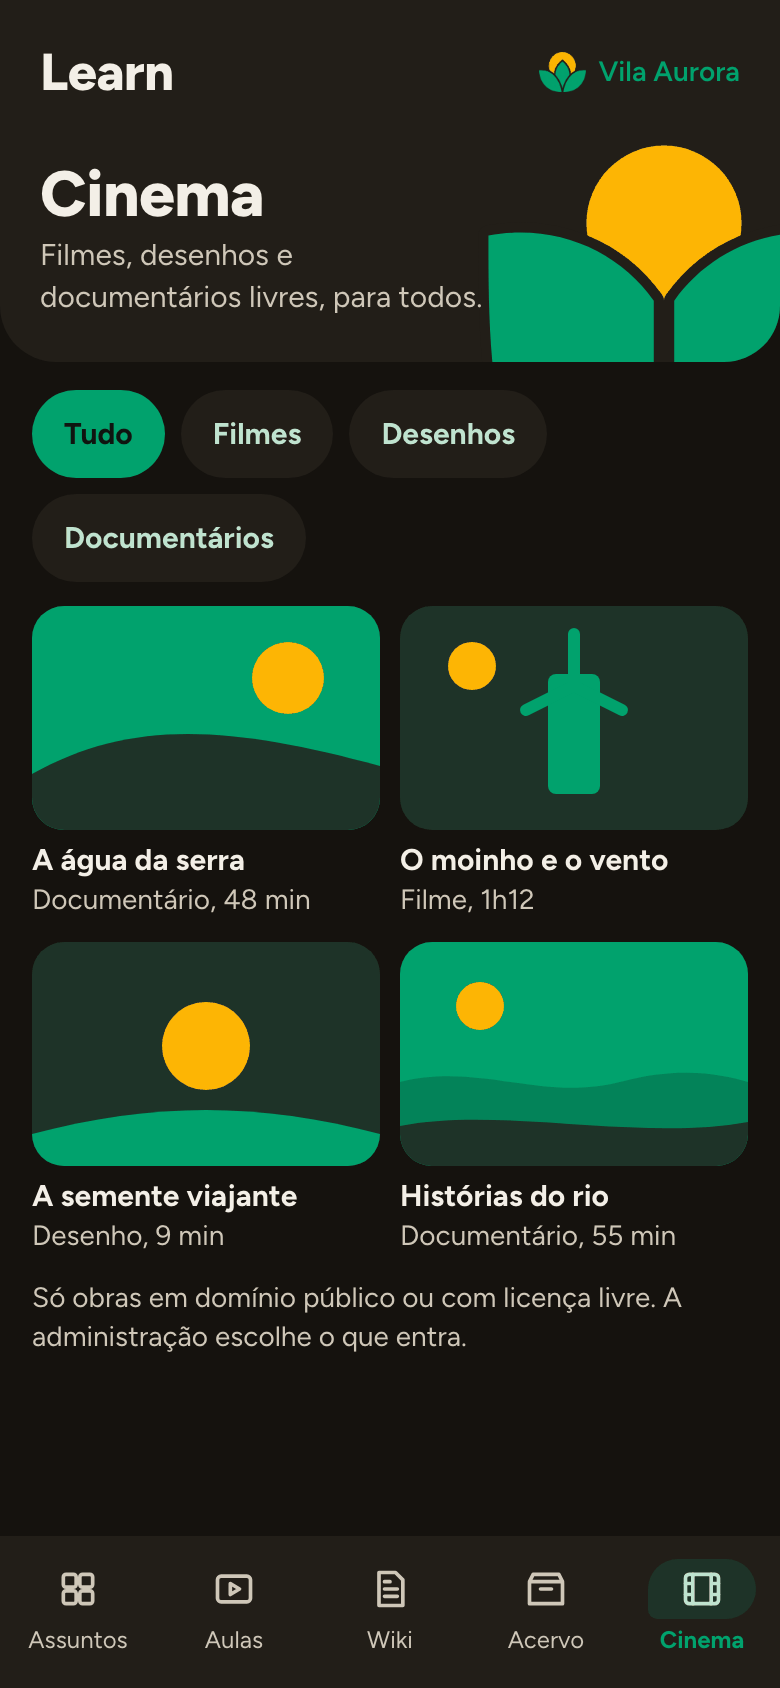 Learn
Vila Aurora
Cinema
Filmes, desenhos e
documentários livres, para todos.
Tudo
Filmes
Desenhos
Documentários
A água da serra
Documentário, 48 min
O moinho e o vento
Filme, 1h12
A semente viajante
Desenho, 9 min
Histórias do rio
Documentário, 55 min
Só obras em domínio público ou com licença livre. A
administração escolhe o que entra.
Assuntos
Aulas
Wiki
Acervo
Cinema